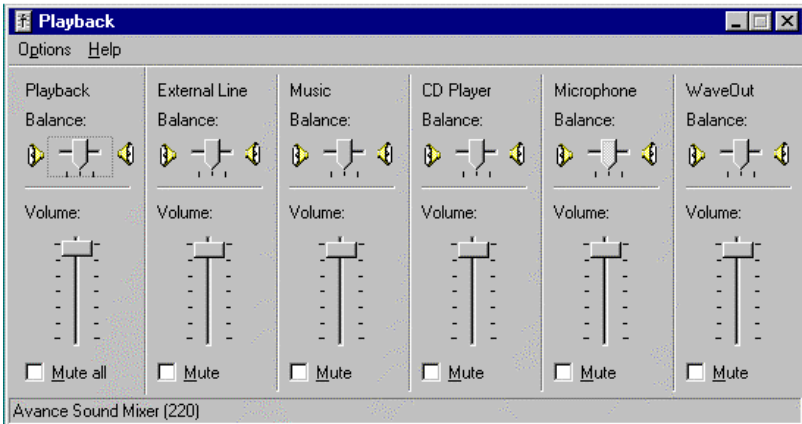 Playback
Options Help
Playback External Line Music CD Player Microphone WaveOut
Balance: Balance: Balance: Balance: Balance: Balance:
Volume: Volume: Volume: Volume: Volume: Volume:
Mute all Mute Mute Mute Mute Mute
Avance Sound Mixer (220)